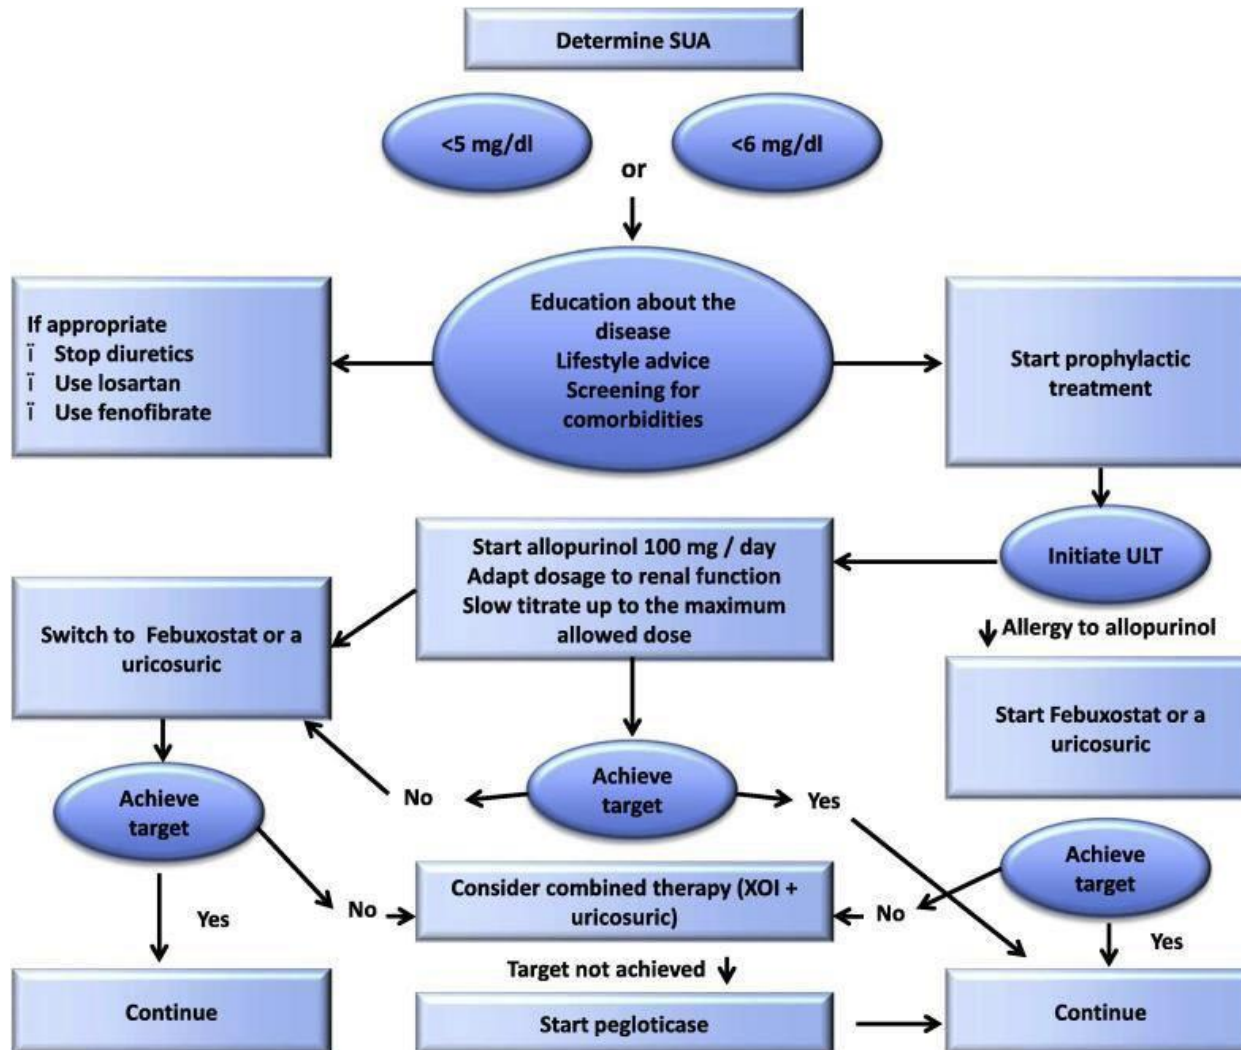 Determine SUA
<5 mg/dl
or
<6 mg/dl
If appropriate
ï Stop diuretics
ï Use losartan
ï Use fenofibrate
Education about the
disease
Lifestyle advice
Screening for
comorbidities
Start prophylactic
treatment
Initiate ULT
Start allopurinol 100 mg / day
Adapt dosage to renal function
Slow titrate up to the maximum
allowed dose
Switch to Febuxostat or a
uricosuric
Allergy to allopurinol
Start Febuxostat or a
uricosuric
Achieve
target
No
Achieve
target
Yes
Achieve
target
Yes
No
Consider combined therapy (XOI +
uricosuric)
No
Yes
Target not achieved
Continue
Start pegloticase
Continue